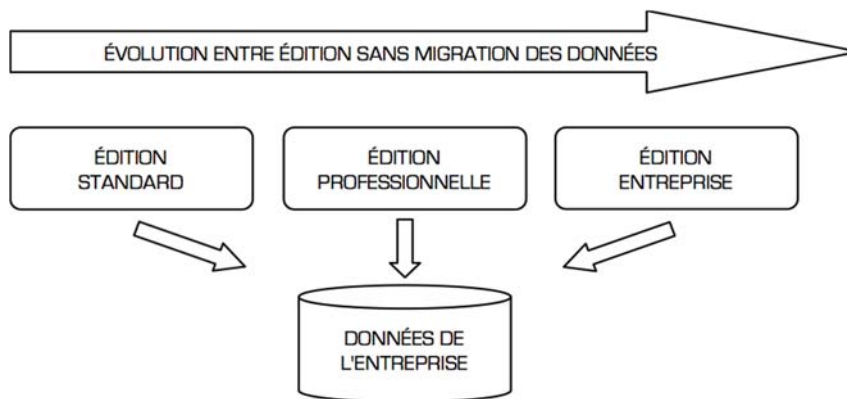 ÉVOLUTION ENTRE ÉDITION SANS MIGRATION DES DONNÉES
ÉDITION
STANDARD
ÉDITION
PROFESSIONNELLE
ÉDITION
ENTREPRISE
DONNÉES DE
L'ENTREPRISE